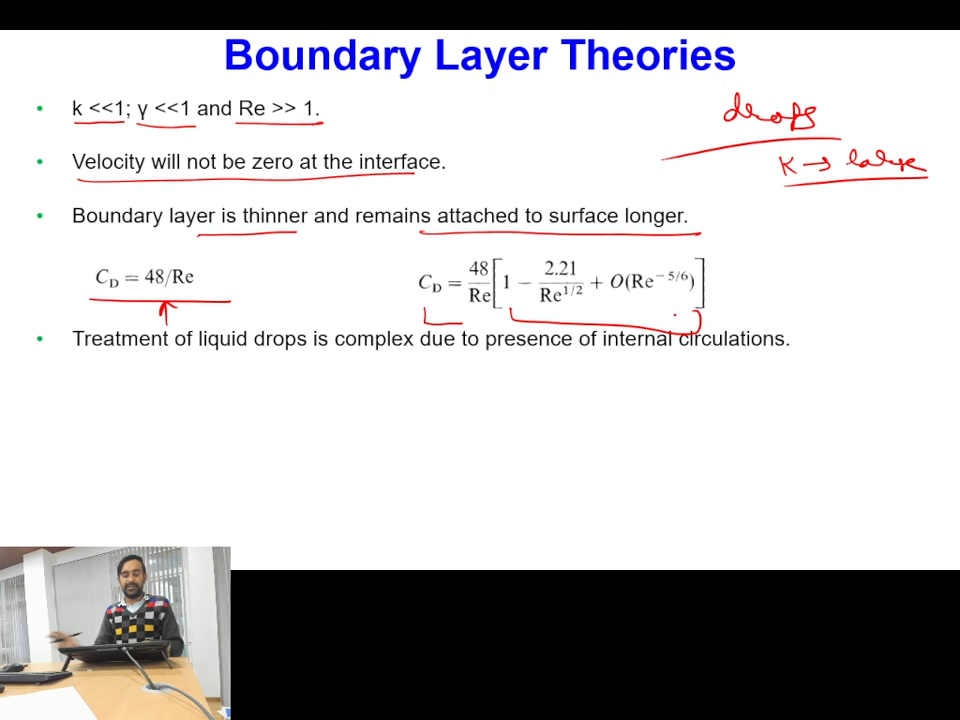 Boundary Layer Theories
• k <<1; γ <<1 and Re >> 1.
drops
• Velocity will not be zero at the interface.
K → large
• Boundary layer is thinner and remains attached to surface longer.
C_D = 48/Re
C_D = 48/Re [1 − 2.21/Re^{1/2} + O(Re^{−5/6})]
• Treatment of liquid drops is complex due to presence of internal circulations.